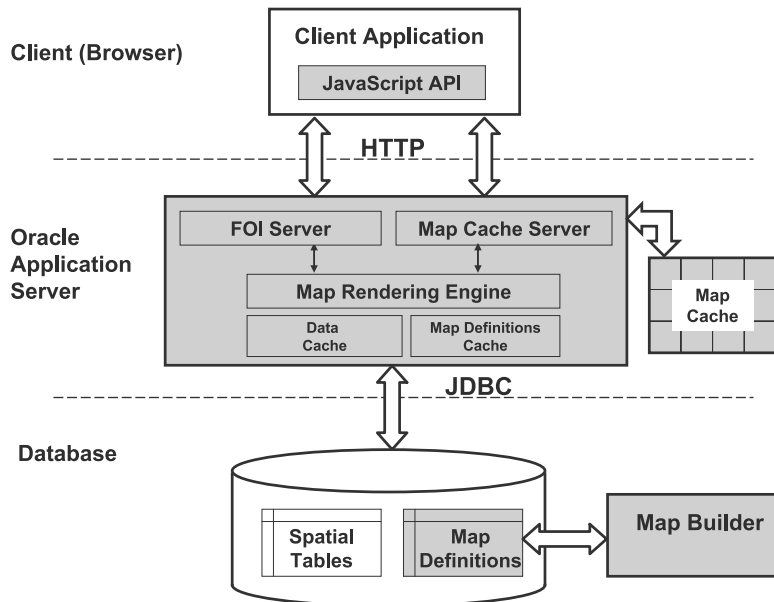 Client (Browser)
Client Application
JavaScript API
HTTP
Oracle
Application
Server
FOI Server
Map Cache Server
Map Rendering Engine
Data
Cache
Map Definitions
Cache
Map
Cache
JDBC
Database
Spatial
Tables
Map
Definitions
Map Builder